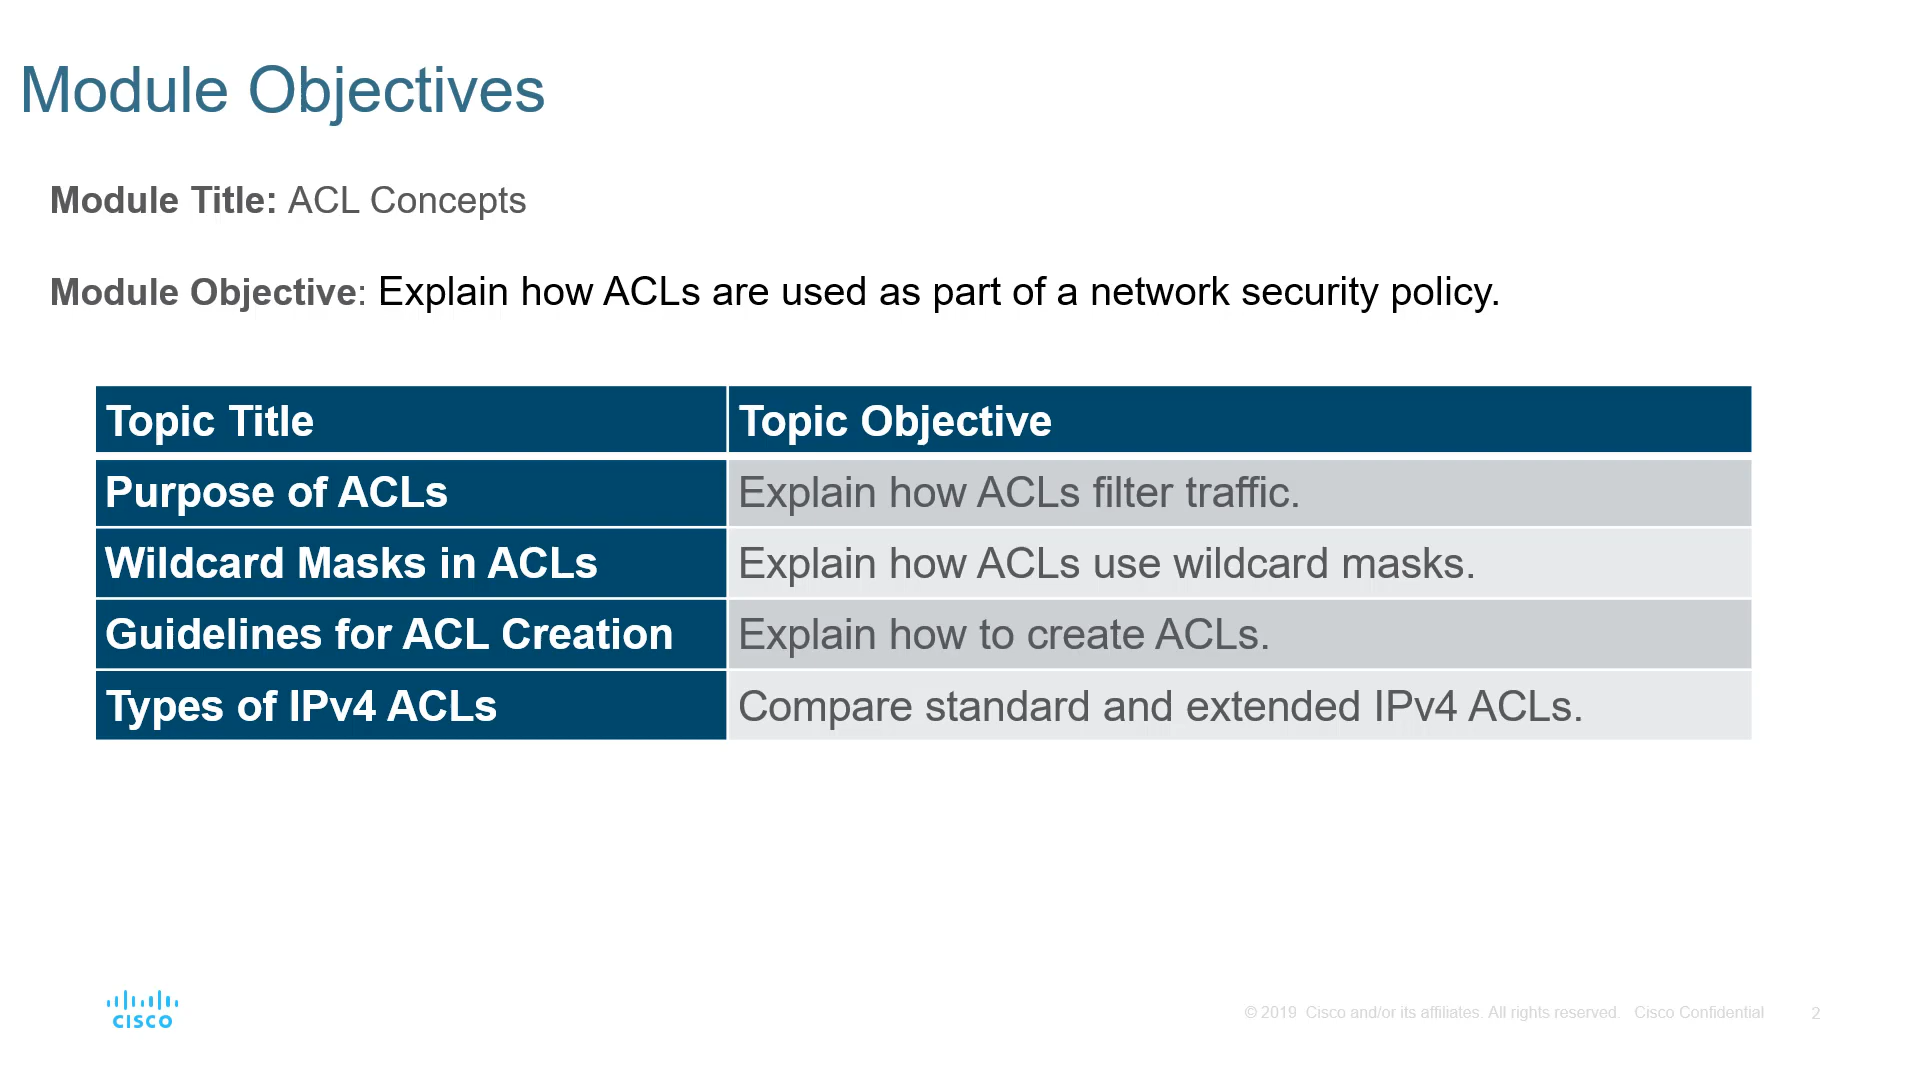 Module Objectives
Module Title: ACL Concepts
Module Objective: Explain how ACLs are used as part of a network security policy.
Topic Title Topic Objective
Purpose of ACLs Explain how ACLs filter traffic.
Wildcard Masks in ACLs Explain how ACLs use wildcard masks.
Guidelines for ACL Creation Explain how to create ACLs.
Types of IPv4 ACLs Compare standard and extended IPv4 ACLs.
CISCO
© 2019 Cisco and/or its affiliates. All rights reserved. Cisco Confidential 2